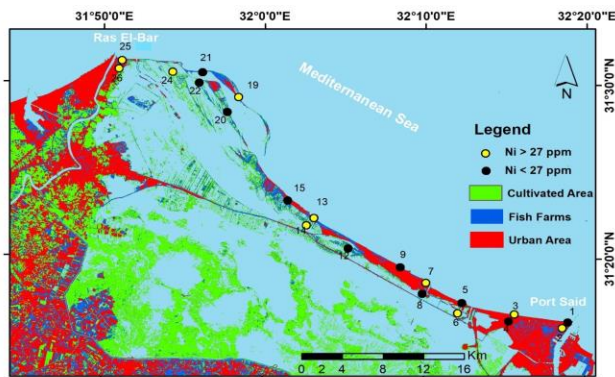 31°50'0"E 32°0'0"E 32°10'0"E 32°20'0"E
Ras El-Bar
25
26
24
21
22
19
20
Mediterranean Sea
31°30'0"N
N
Legend
Ni > 27 ppm
Ni < 27 ppm
Cultivated Area
Fish Farms
Urban Area
15
13
11
12
9
7
8
5
6
3
1
31°20'0"N
Port Said
Km
0 2 4 8 12 16